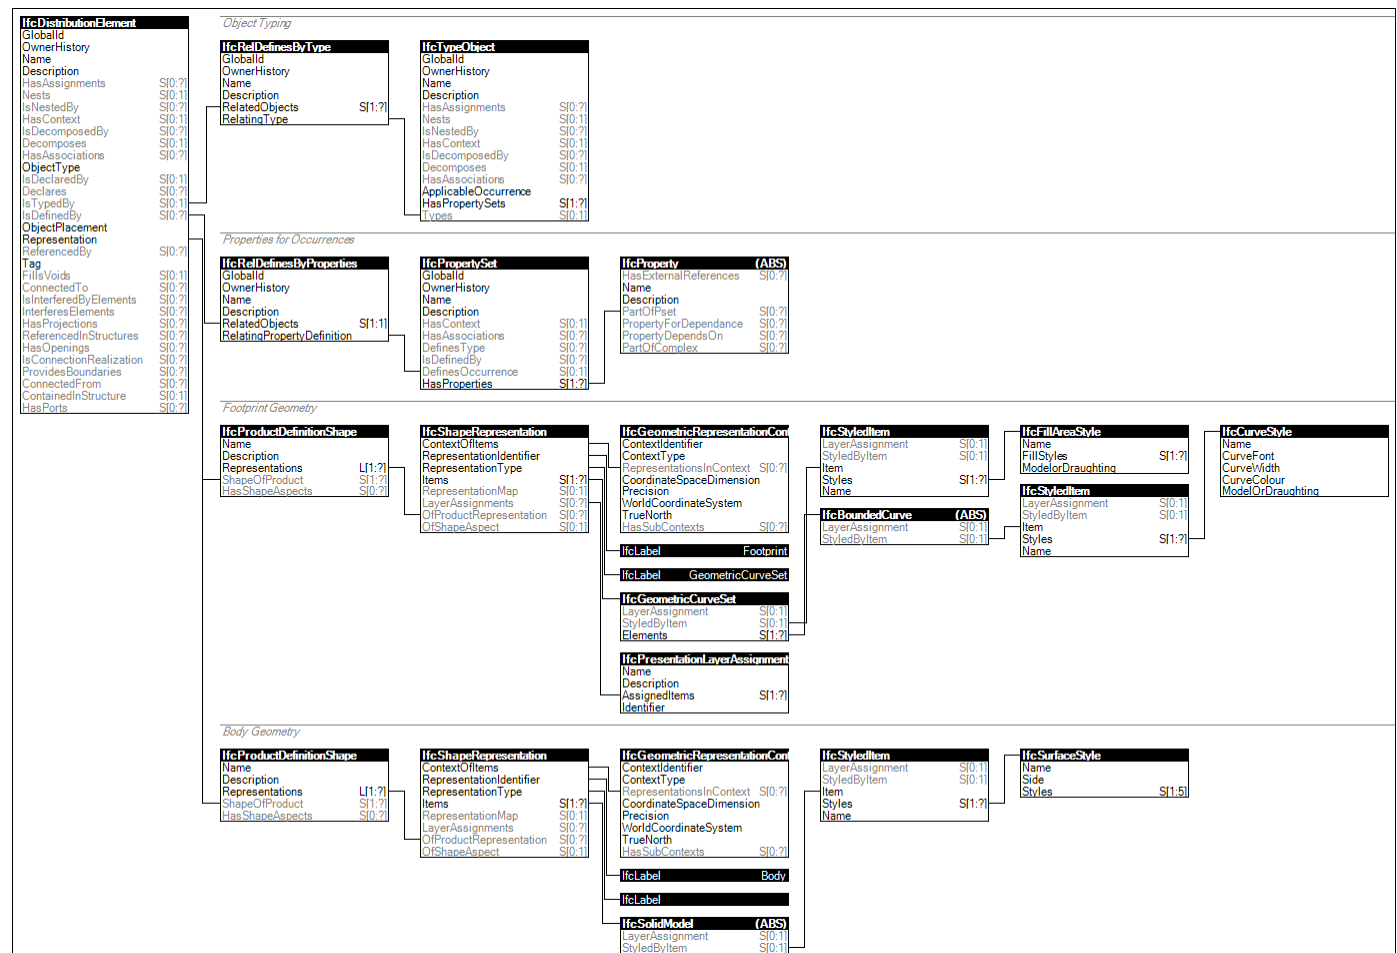 IfcDistributionElement
GlobalId
OwnerHistory
Name
Description
HasAssignments S[0:?]
Nests S[0:1]
IsNestedBy S[0:?]
HasContext S[0:1]
IsDecomposedBy S[0:?]
Decomposes S[0:1]
HasAssociations S[0:?]
ObjectType
IsDeclaredBy S[0:1]
Declares S[0:?]
IsTypedBy S[0:1]
IsDefinedBy S[0:?]
ObjectPlacement
Representation
ReferencedBy S[0:?]
Tag
FillsVoids S[0:1]
ConnectedTo S[0:?]
IsInterferedByElements S[0:?]
InterferesElements S[0:?]
HasProjections S[0:?]
ReferencedInStructures S[0:?]
HasOpenings S[0:?]
IsConnectionRealization S[0:?]
ProvidesBoundaries S[0:?]
ConnectedFrom S[0:?]
ContainedInStructure S[0:1]
HasPorts S[0:?]
Object Typing
IfcRelDefinesByType
GlobalId
OwnerHistory
Name
Description
RelatedObjects S[1:?]
RelatingType
IfcTypeObject
GlobalId
OwnerHistory
Name
Description
HasAssignments S[0:?]
Nests S[0:1]
IsNestedBy S[0:?]
HasContext S[0:1]
IsDecomposedBy S[0:?]
Decomposes S[0:1]
HasAssociations S[0:?]
ApplicableOccurrence
HasPropertySets S[1:?]
Types S[0:1]
Properties for Occurrences
IfcRelDefinesByProperties
GlobalId
OwnerHistory
Name
Description
RelatedObjects S[1:1]
RelatingPropertyDefinition
IfcPropertySet
GlobalId
OwnerHistory
Name
Description
HasContext S[0:1]
HasAssociations S[0:?]
DefinesType S[0:?]
IsDefinedBy S[0:?]
DefinesOccurrence S[0:1]
HasProperties S[1:?]
IfcProperty (ABS)
HasExternalReferences S[0:?]
Name
Description
PartOfPset S[0:?]
PropertyForDependance S[0:?]
PropertyDependsOn S[0:?]
PartOfComplex S[0:?]
Footprint Geometry
IfcProductDefinitionShape
Name
Description
Representations L[1:?]
ShapeOfProduct S[1:?]
HasShapeAspects S[0:?]
IfcShapeRepresentation
ContextOfItems
RepresentationIdentifier
RepresentationType
Items S[1:?]
RepresentationMap S[0:1]
LayerAssignments S[0:?]
OfProductRepresentation S[0:?]
OfShapeAspect S[0:1]
IfcGeometricRepresentationCon
ContextIdentifier
ContextType
RepresentationsInContext S[0:?]
CoordinateSpaceDimension
Precision
WorldCoordinateSystem
TrueNorth
HasSubContexts S[0:?]
IfcLabel Footprint
IfcLabel GeometricCurveSet
IfcGeometricCurveSet
LayerAssignment S[0:1]
StyledByItem S[0:1]
Elements S[1:?]
IfcPresentationLayerAssignment
Name
Description
AssignedItems S[1:?]
Identifier
IfcStyledItem
LayerAssignment S[0:1]
StyledByItem S[0:1]
Item
Styles S[1:?]
Name
IfcBoundedCurve (ABS)
LayerAssignment S[0:1]
StyledByItem S[0:1]
IfcFillAreaStyle
Name
FillStyles S[1:?]
ModelorDraughting
IfcStyledItem
LayerAssignment S[0:1]
StyledByItem S[0:1]
Item
Styles S[1:?]
Name
IfcCurveStyle
Name
CurveFont
CurveWidth
CurveColour
ModelOrDraughting
Body Geometry
IfcProductDefinitionShape
Name
Description
Representations L[1:?]
ShapeOfProduct S[1:?]
HasShapeAspects S[0:?]
IfcShapeRepresentation
ContextOfItems
RepresentationIdentifier
RepresentationType
Items S[1:?]
RepresentationMap S[0:1]
LayerAssignments S[0:?]
OfProductRepresentation S[0:?]
OfShapeAspect S[0:1]
IfcGeometricRepresentationCon
ContextIdentifier
ContextType
RepresentationsInContext S[0:?]
CoordinateSpaceDimension
Precision
WorldCoordinateSystem
TrueNorth
HasSubContexts S[0:?]
IfcLabel Body
IfcLabel
IfcSolidModel (ABS)
LayerAssignment S[0:1]
StyledByItem S[0:1]
IfcStyledItem
LayerAssignment S[0:1]
StyledByItem S[0:1]
Item
Styles S[1:?]
Name
IfcSurfaceStyle
Name
Side
Styles S[1:5]